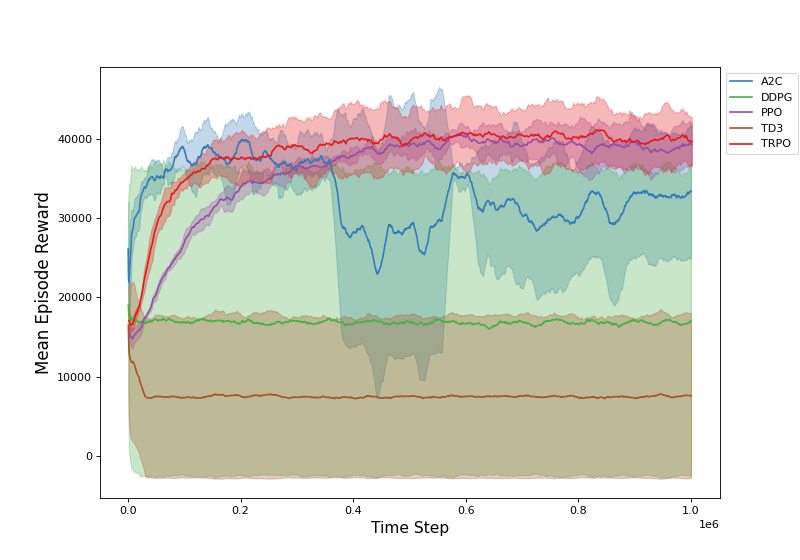 A2C
DDPG
PPO
TD3
TRPO
Mean Episode Reward
40000
30000
20000
10000
0
0.0 0.2 0.4 0.6 0.8 1.0
1e6
Time Step